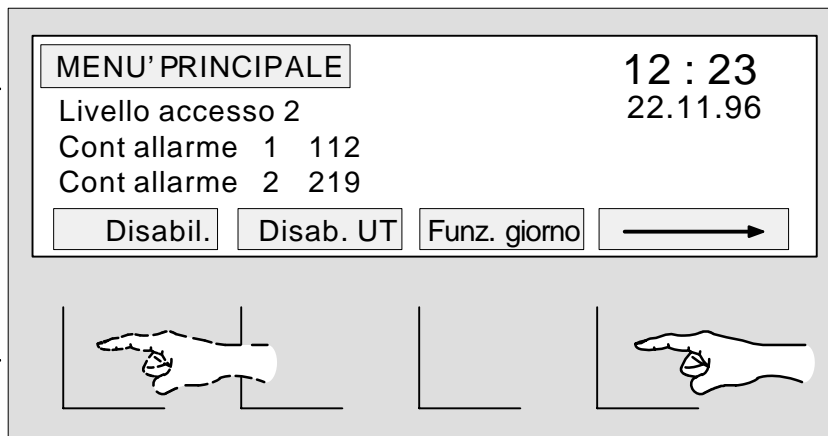 MENU' PRINCIPALE
12 : 23
Livello accesso 2
22.11.96
Cont allarme 1 112
Cont allarme 2 219
Disabil. Disab. UT Funz. giorno